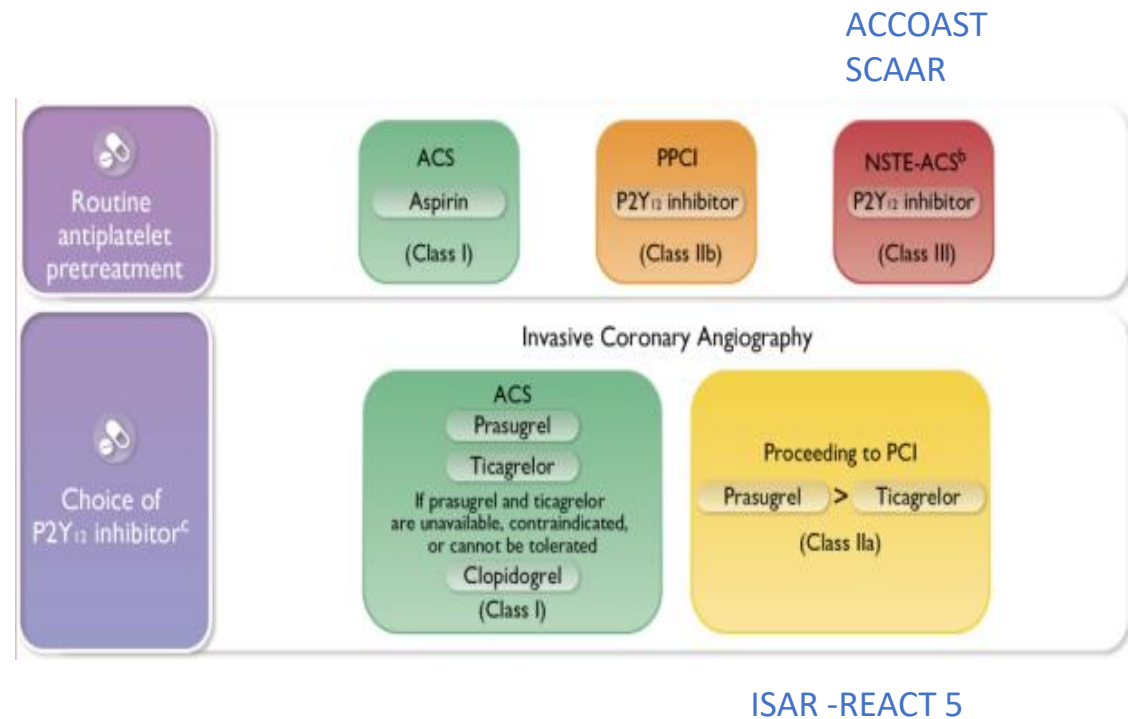 ACCOAST
SCAAR
Routine
antiplatelet
pretreatment
ACS
Aspirin
(Class I)
PPCI
P2Y₁₂ inhibitor
(Class IIb)
NSTE-ACSᵇ
P2Y₁₂ inhibitor
(Class III)
Choice of
P2Y₁₂ inhibitorᶜ
Invasive Coronary Angiography
ACS
Prasugrel
Ticagrelor
If prasugrel and ticagrelor
are unavailable, contraindicated,
or cannot be tolerated
Clopidogrel
(Class I)
Proceeding to PCI
Prasugrel > Ticagrelor
(Class IIa)
ISAR -REACT 5